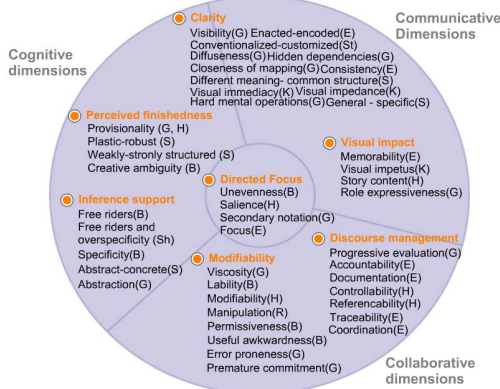 Clarity
Visibility(G) Enacted-encoded(E)
Conventionalized-customized(St)
Diffuseness(G) Hidden dependencies(G)
Closeness of mapping(G) Consistency(E)
Different meaning- common structure(S)
Visual immediacy(K) Visual impedance(K)
Hard mental operations(G) General - specific(S)
Communicative
Dimensions
Cognitive
dimensions
Perceived finishedness
Provisionality (G, H)
Plastic-robust (S)
Weakly-stronly structured (S)
Creative ambiguity (B)
Visual impact
Memorability(E)
Visual impetus(K)
Story content(H)
Role expressiveness(G)
Directed Focus
Unevenness(B)
Salience(H)
Secondary notation(G)
Focus(E)
Inference support
Free riders(B)
Free riders and
overspecificity (Sh)
Specificity(B)
Abstract-concrete(S)
Abstraction(G)
Discourse management
Progressive evaluation(G)
Accountability(E)
Documentation(E)
Controllability(H)
Referencability(H)
Traceability(E)
Coordination(E)
Modifiability
Viscosity(G)
Lability(B)
Modifiability(H)
Manipulation(R)
Permissiveness(B)
Useful awkwardness(B)
Error proneness(G)
Premature commitment(G)
Collaborative
dimensions